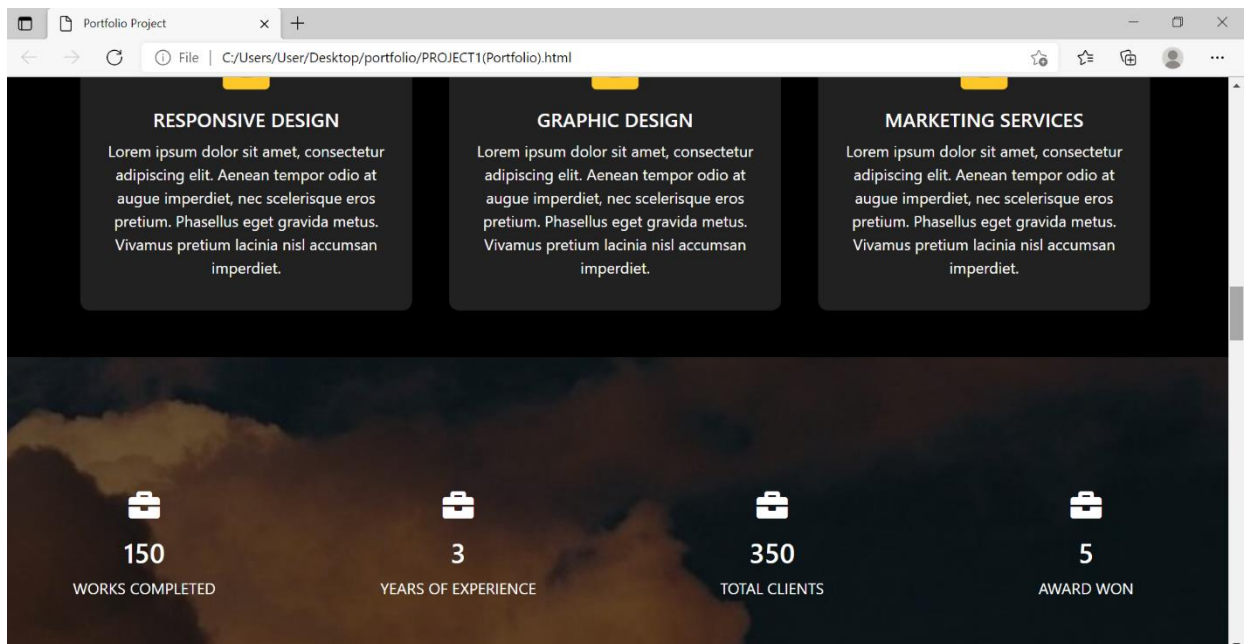 Portfolio Project
File | C:/Users/User/Desktop/portfolio/PROJECT1(Portfolio).html
RESPONSIVE DESIGN
Lorem ipsum dolor sit amet, consectetur
adipiscing elit. Aenean tempor odio at
augue imperdiet, nec scelerisque eros
pretium. Phasellus eget gravida metus.
Vivamus pretium lacinia nisl accumsan
imperdiet.
GRAPHIC DESIGN
Lorem ipsum dolor sit amet, consectetur
adipiscing elit. Aenean tempor odio at
augue imperdiet, nec scelerisque eros
pretium. Phasellus eget gravida metus.
Vivamus pretium lacinia nisl accumsan
imperdiet.
MARKETING SERVICES
Lorem ipsum dolor sit amet, consectetur
adipiscing elit. Aenean tempor odio at
augue imperdiet, nec scelerisque eros
pretium. Phasellus eget gravida metus.
Vivamus pretium lacinia nisl accumsan
imperdiet.
150
WORKS COMPLETED
3
YEARS OF EXPERIENCE
350
TOTAL CLIENTS
5
AWARD WON